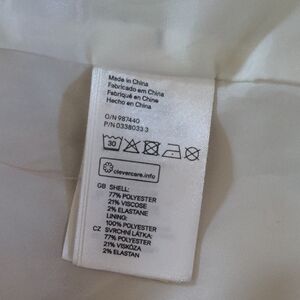 Made in China
Fabricado em China
Fabriqué en Chine
Hecho en China
O/N 987440
P/N 0338033 3
30
clevercare.info
GB SHELL:
77% POLYESTER
21% VISCOSE
2% ELASTANE
LINING:
100% POLYESTER
CZ SVRCHNÍ LÁTKA:
77% POLYESTER
21% VISKÓZA
2% ELASTAN